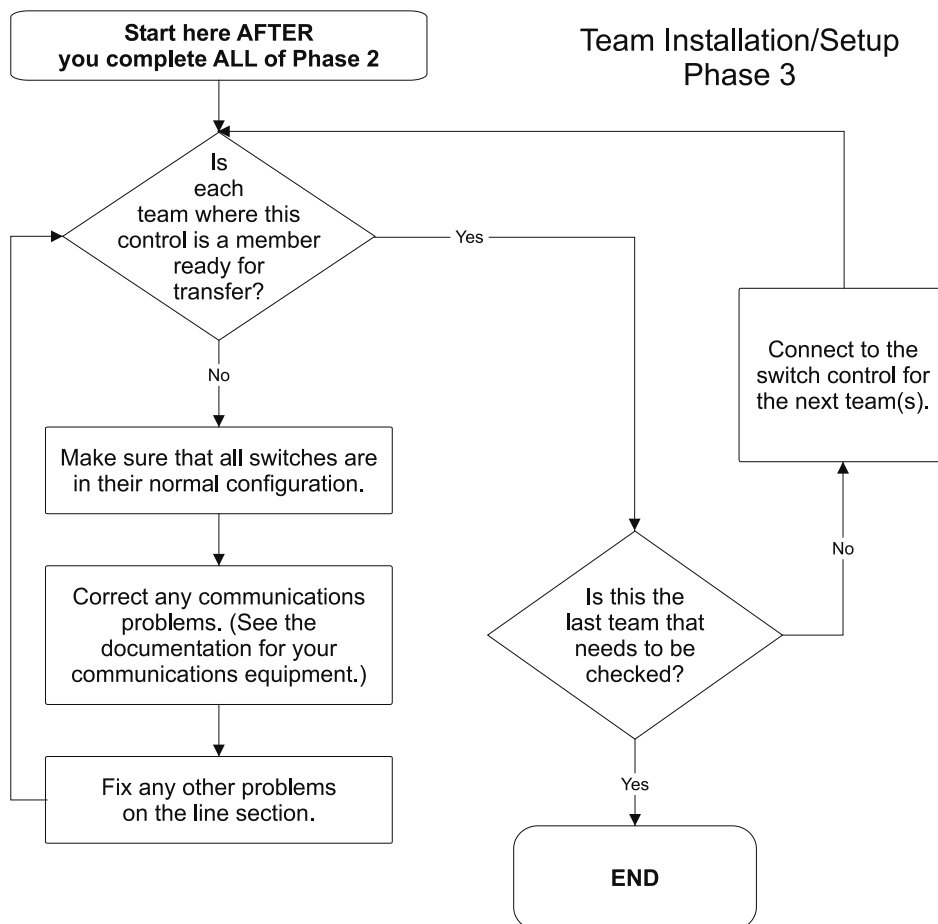 Start here AFTER
you complete ALL of Phase 2
Team Installation/Setup
Phase 3
Is
each
team where this
control is a member
ready for
transfer?
Yes
No
Connect to the
switch control for
the next team(s).
Make sure that all switches are
in their normal configuration.
Correct any communications
problems. (See the
documentation for your
communications equipment.)
Is this the
last team that
needs to be
checked?
No
Fix any other problems
on the line section.
Yes
END